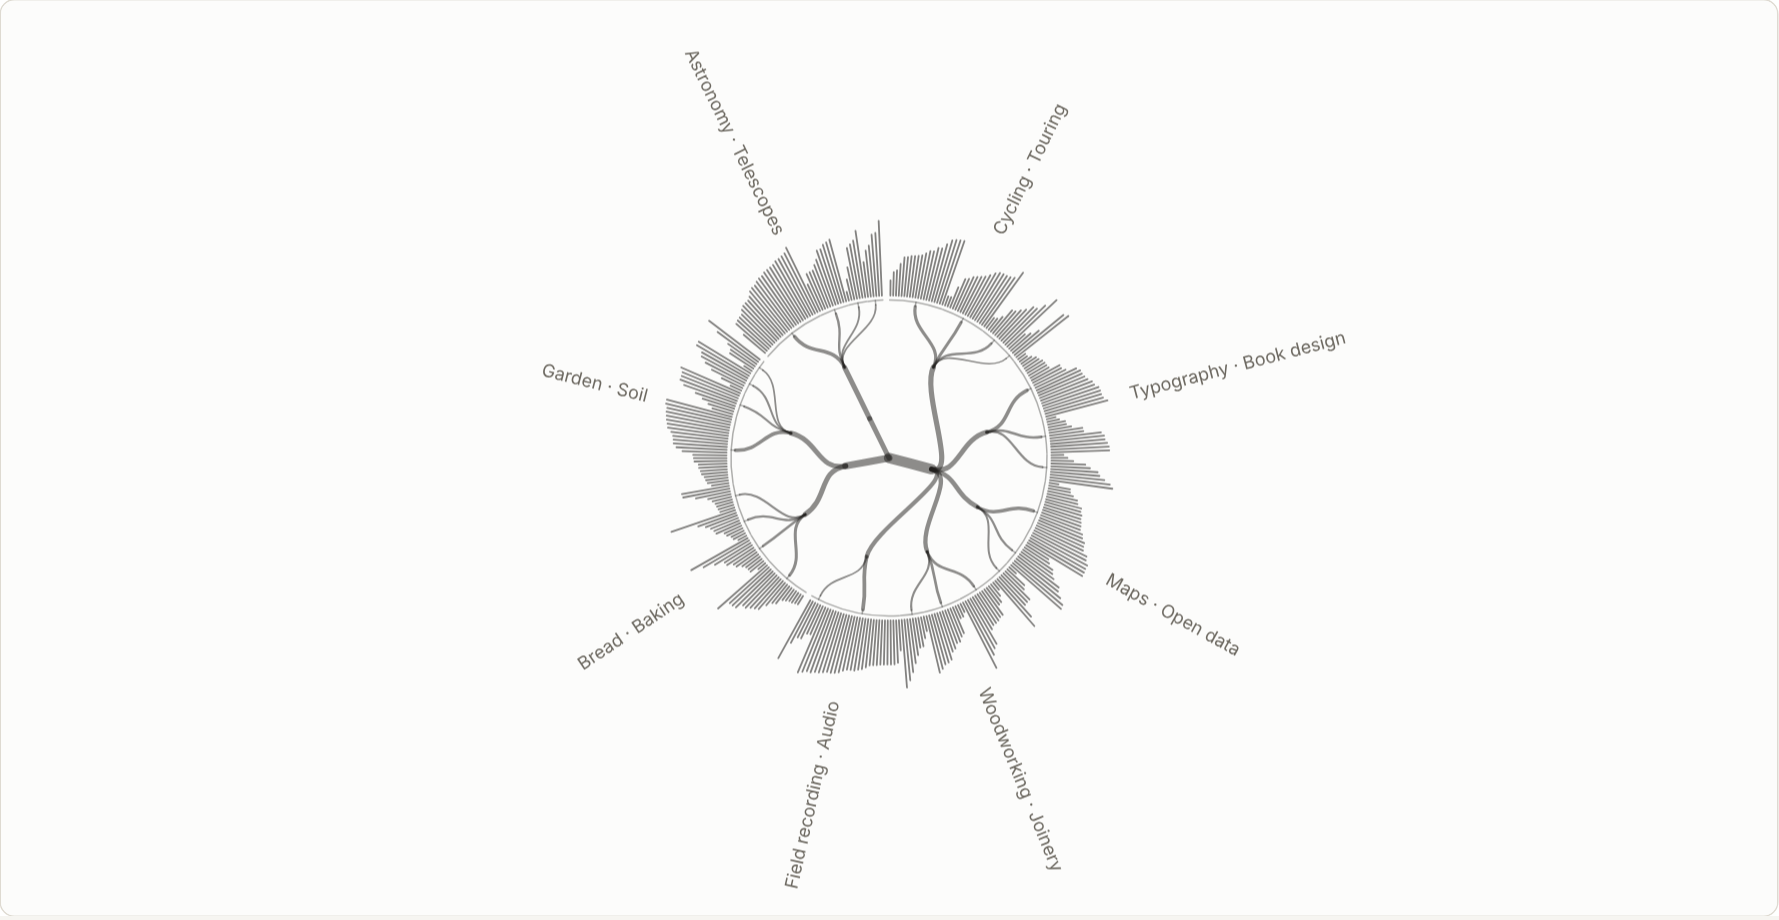 Astronomy · Telescopes
Cycling · Touring
Typography · Book design
Garden · Soil
Maps · Open data
Bread · Baking
Woodworking · Joinery
Field recording · Audio